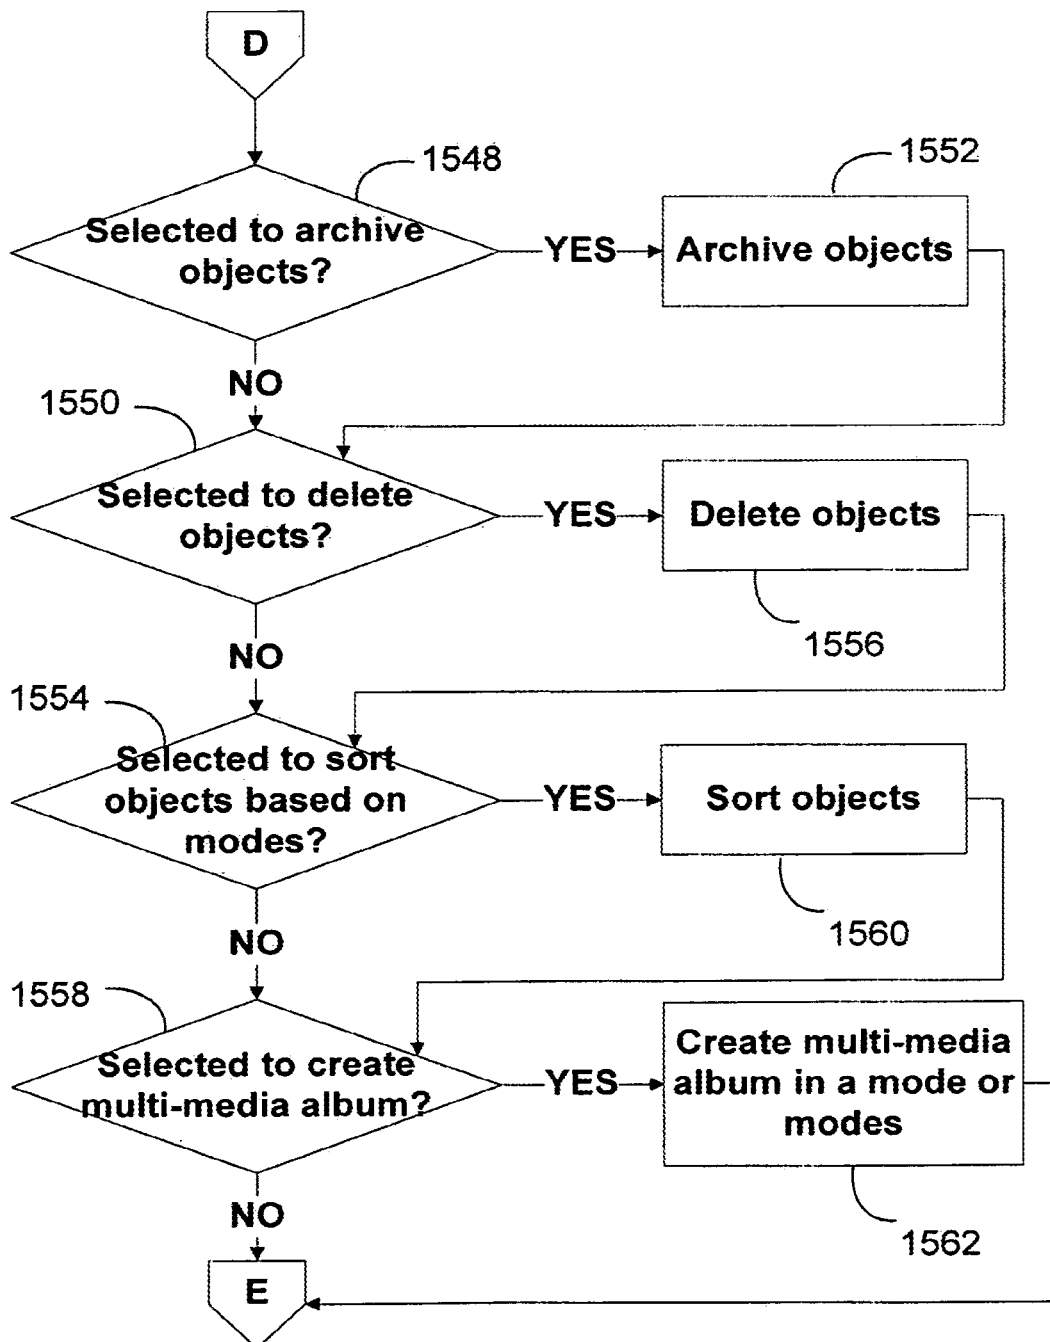 D
1548
1552
Selected to archive
objects?
YES
Archive objects
NO
1550
Selected to delete
objects?
YES
Delete objects
1556
NO
1554
Selected to sort
objects based on
modes?
YES
Sort objects
1560
NO
1558
Selected to create
multi-media album?
YES
Create multi-media
album in a mode or
modes
1562
NO
E